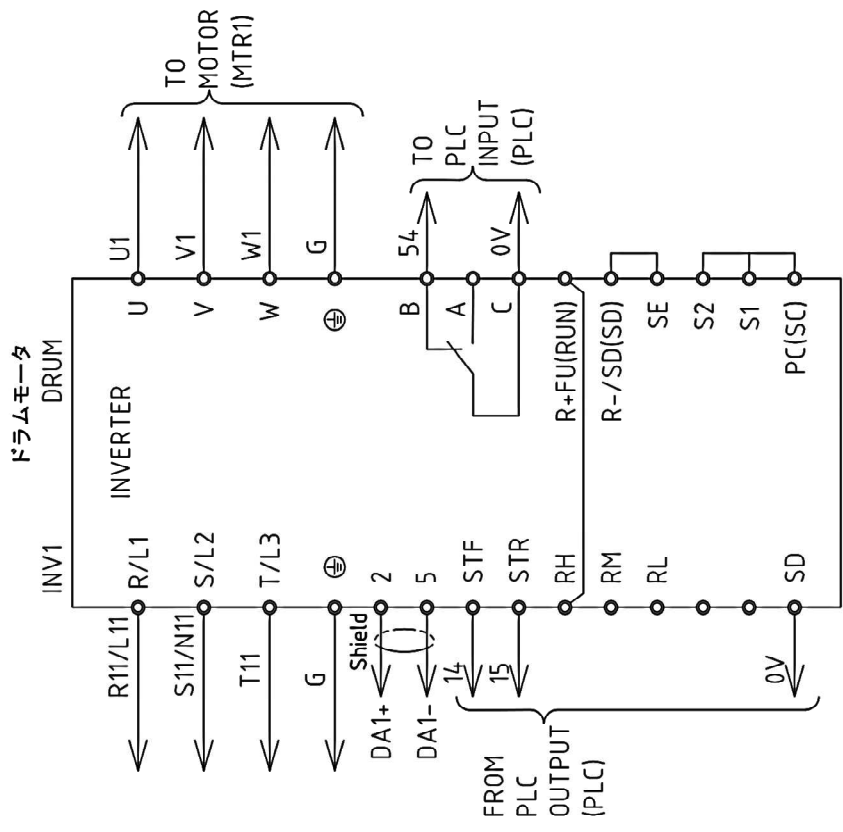 ドラムモータ
INV1
DRUM
INVERTER
R11/L11
R/L1
U
U1
S11/N11
S/L2
V
V1
T11
T/L3
W
W1
G
G
TO
MOTOR
(MTR1)
Shield
DA1+
2
DA1-
5
B
54
14
STF
A
15
STR
C
0V
TO
PLC
INPUT
(PLC)
RH
R+FU(RUN)
RM
R-/SD(SD)
RL
SE
S2
S1
0V
SD
PC(SC)
FROM
PLC
OUTPUT
(PLC)